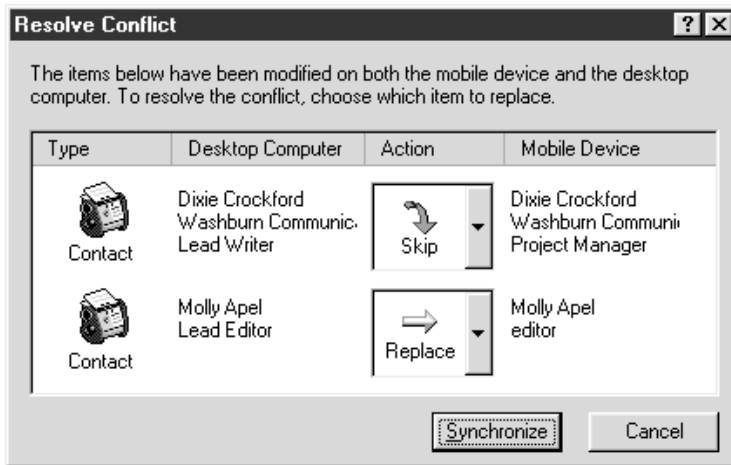 Resolve Conflict
The items below have been modified on both the mobile device and the desktop
computer. To resolve the conflict, choose which item to replace.
Type Desktop Computer Action Mobile Device
Dixie Crockford Dixie Crockford
Washburn Communic. Washburn Communi
Lead Writer Skip Project Manager
Contact
Molly Apel Molly Apel
Lead Editor editor
Replace
Contact
Synchronize Cancel